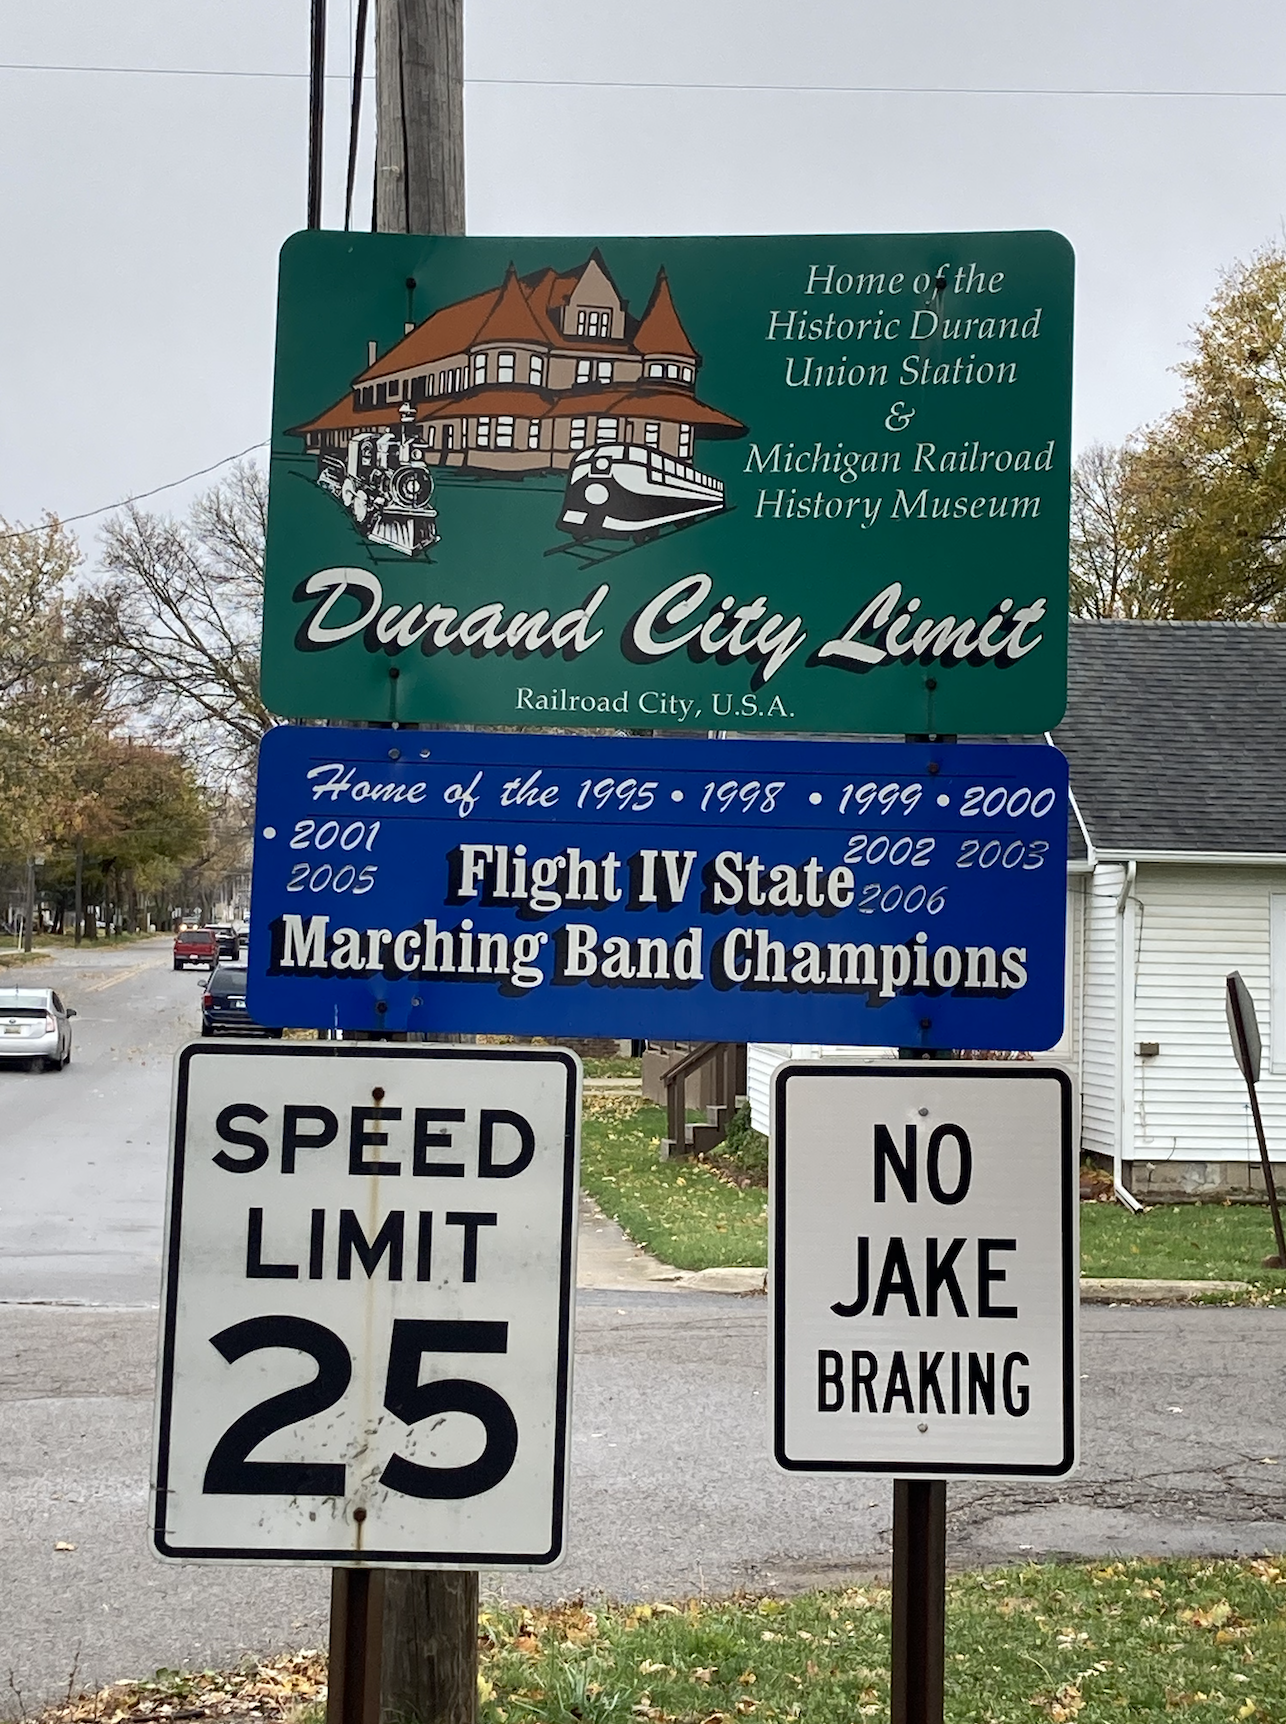 Home of the
Historic Durand
Union Station
&
Michigan Railroad
History Museum
Durand City Limit
Railroad City, U.S.A.
Home of the 1995 • 1998 • 1999 • 2000
• 2001 2002 2003
2005 Flight IV State 2006
Marching Band Champions
SPEED
LIMIT
25
NO
JAKE
BRAKING